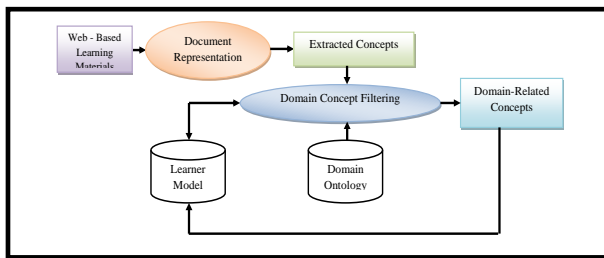 Web - Based
Learning
Materials
Document
Representation
Extracted Concepts
Domain Concept Filtering
Domain-Related
Concepts
Learner
Model
Domain
Ontology